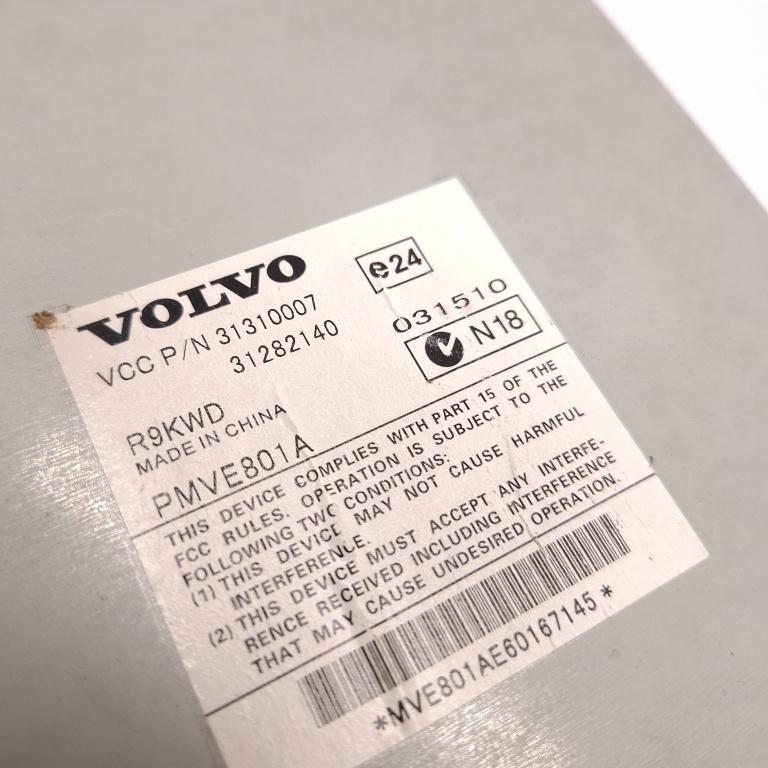 VOLVO
e24
VCC P/N 31310007
31282140
031510
N18
R9KWD
MADE IN CHINA
PMVE801A
THIS DEVICE COMPLIES WITH PART 15 OF THE
FCC RULES. OPERATION IS SUBJECT TO THE
FOLLOWING TWO CONDITIONS:
(1) THIS DEVICE MAY NOT CAUSE HARMFUL
INTERFERENCE.
(2) THIS DEVICE MUST ACCEPT ANY INTERFE-
RENCE RECEIVED INCLUDING INTERFERENCE
THAT MAY CAUSE UNDESIRED OPERATION.
*MVE801AE60167145*